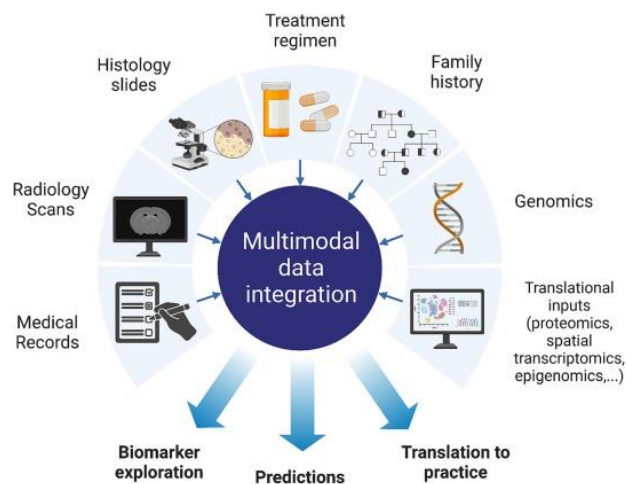 Treatment
regimen
Histology
slides
Family
history
Radiology
Scans
Genomics
Multimodal
data
integration
Medical
Records
Translational
inputs
(proteomics,
spatial
transcriptomics,
epigenomics,...)
Biomarker
exploration
Predictions
Translation to
practice